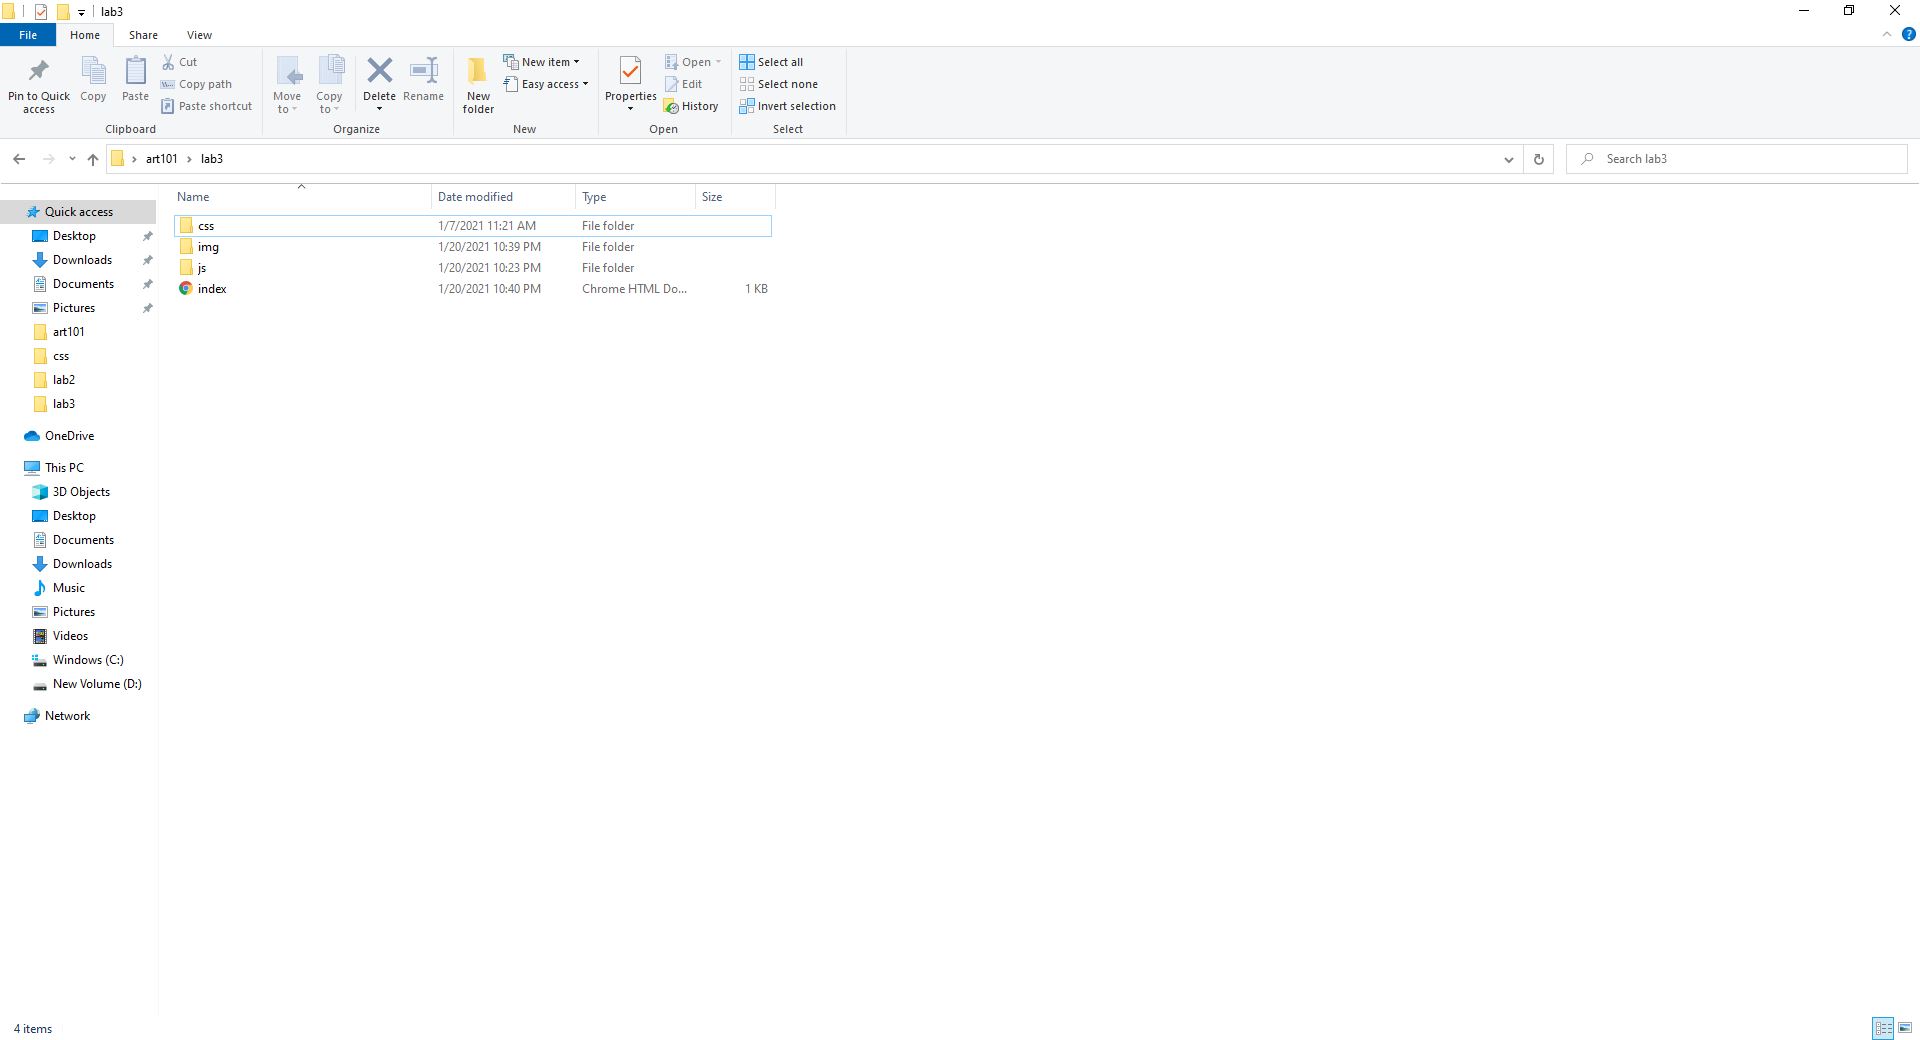 lab3
File Home Share View
Pin to Quick access
Copy
Paste
Cut
Copy path
Paste shortcut
Clipboard
Move to
Copy to
Delete
Rename
Organize
New folder
New item
Easy access
New
Properties
Open
Edit
History
Open
Select all
Select none
Invert selection
Select
art101 lab3
Search lab3
Name Date modified Type Size
css 1/7/2021 11:21 AM File folder
img 1/20/2021 10:39 PM File folder
js 1/20/2021 10:23 PM File folder
index 1/20/2021 10:40 PM Chrome HTML Do... 1 KB
Quick access
Desktop
Downloads
Documents
Pictures
art101
css
lab2
lab3
OneDrive
This PC
3D Objects
Desktop
Documents
Downloads
Music
Pictures
Videos
Windows (C:)
New Volume (D:)
Network
4 items